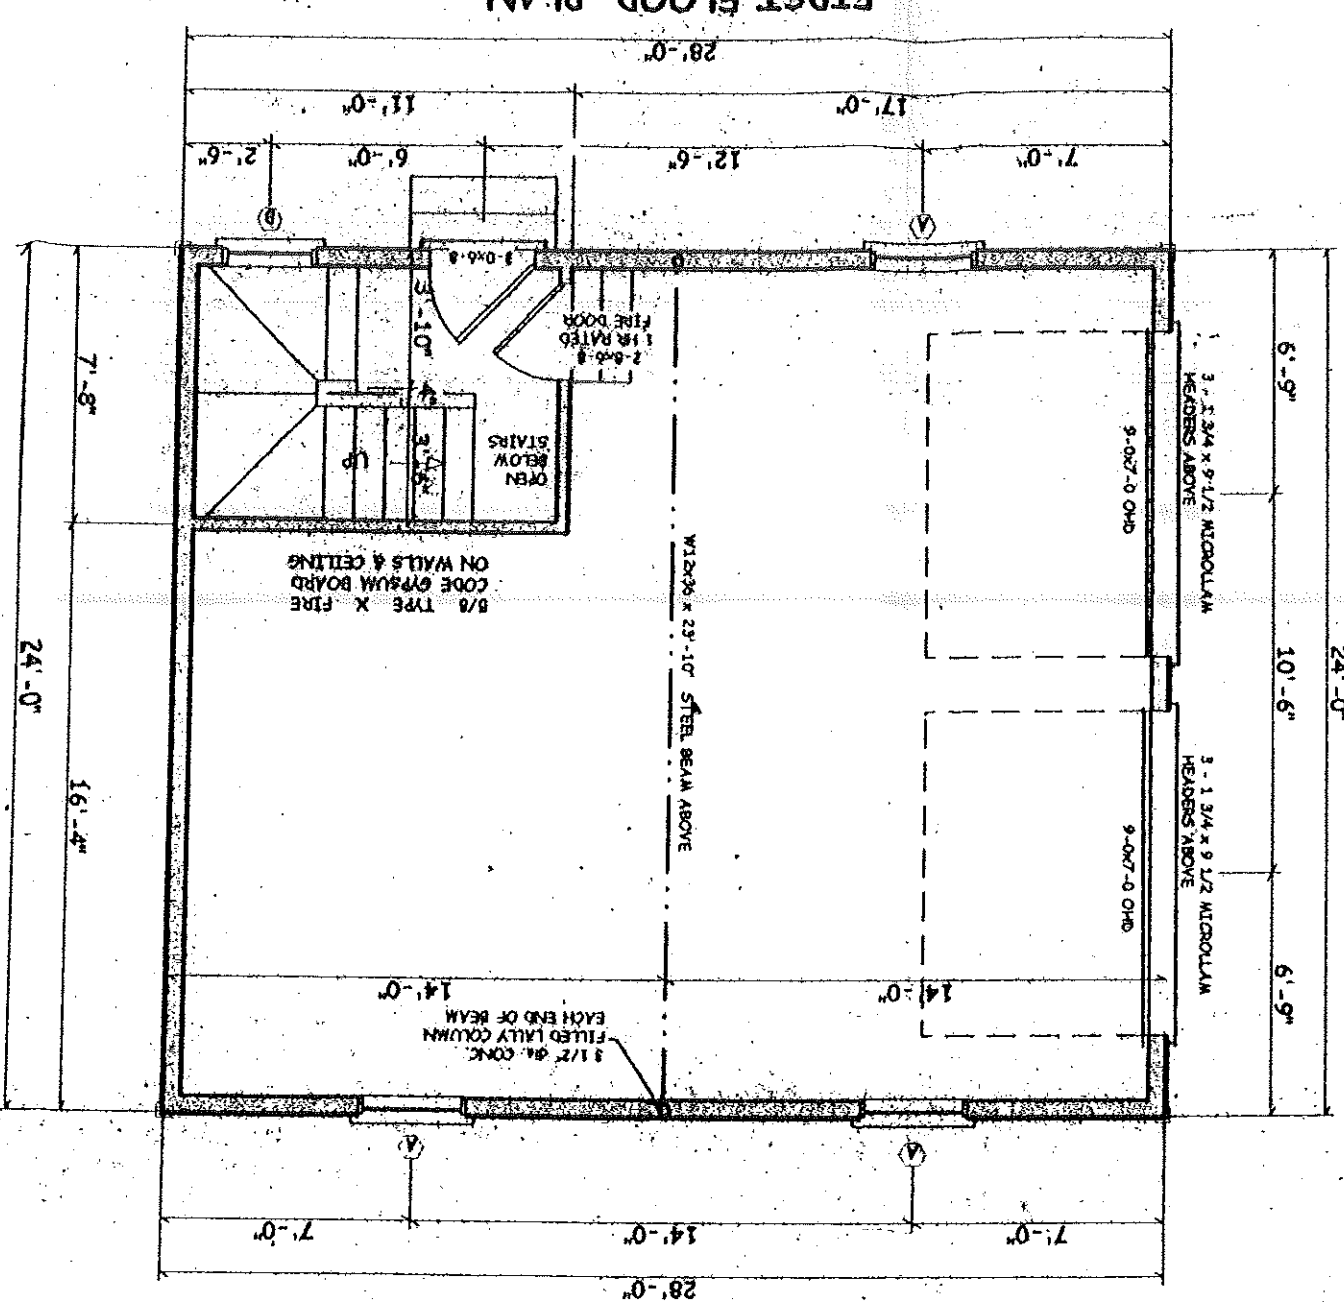 FIRST FLOOR PLAN
28'-0"
11'-0"
17'-0"
2'-6"
6'-0"
12'-6"
7'-0"
B
A
3-0x6-8
2-8x6-8
1 HR RATED
FIRE DOOR
3'-10"
4"
UP
OPEN
BELOW
STAIRS
5/8 TYPE X FIRE
CODE GYPSUM BOARD
ON WALLS & CEILING
7'-8"
16'-4"
24'-0"
W12x36 x 23'-10" STEEL BEAM ABOVE
6'-9"
10'-6"
6'-9"
24'-0"
3 - 1 3/4 x 9 1/2 MICROLLAM
HEADERS ABOVE
9-0x7-0 OHD
3 - 1 3/4 x 9 1/2 MICROLLAM
HEADERS ABOVE
9-0x7-0 OHD
14'-0"
14'-0"
3 1/2" dia. CONC.
FILLED LALLY COLUMN
EACH END OF BEAM
A
A
7'-0"
14'-0"
7'-0"
28'-0"